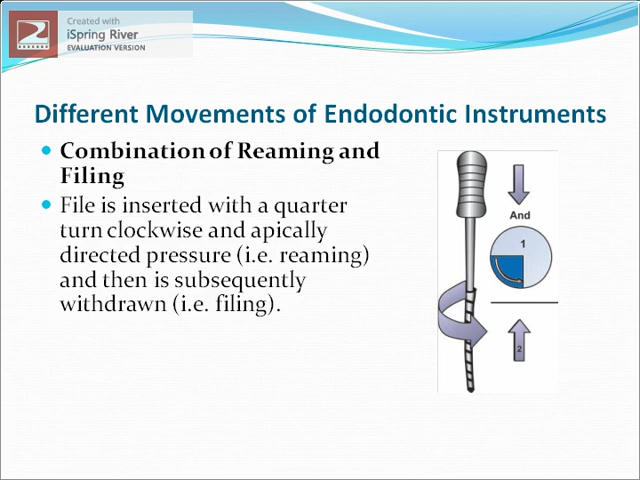 Created with
iSpring River
EVALUATION VERSION
Different Movements of Endodontic Instruments
Combination of Reaming and
Filing
File is inserted with a quarter
turn clockwise and apically
directed pressure (i.e. reaming)
and then is subsequently
withdrawn (i.e. filing).
And
1
2